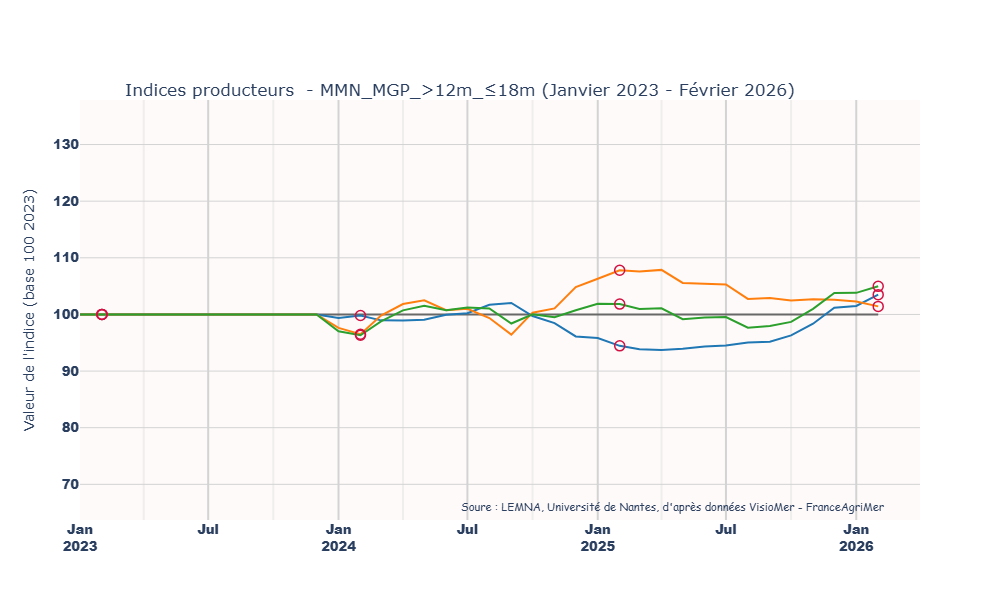 Indices producteurs  - MMN_MGP_>12m_≤18m (Janvier 2023 - Février 2026)
Valeur de l'indice (base 100 2023)
130
120
110
100
90
80
70
Soure : LEMNA, Université de Nantes, d'après données VisioMer - FranceAgriMer
Jan
2023
Jul
Jan
2024
Jul
Jan
2025
Jul
Jan
2026